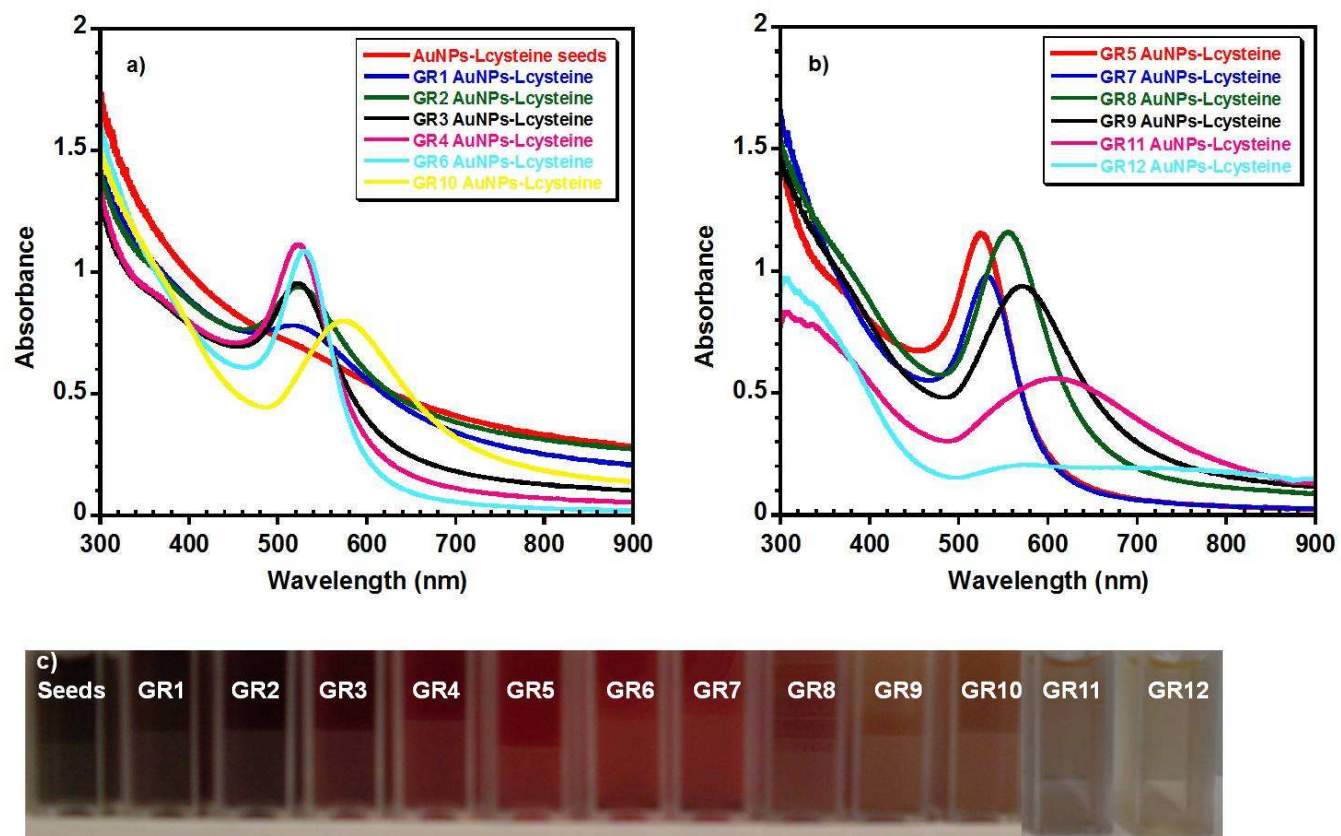 2
1.5
1
0.5
0
Absorbance
a)
AuNPs-Lcysteine seeds
GR1 AuNPs-Lcysteine
GR2 AuNPs-Lcysteine
GR3 AuNPs-Lcysteine
GR4 AuNPs-Lcysteine
GR6 AuNPs-Lcysteine
GR10 AuNPs-Lcysteine
300 400 500 600 700 800 900
Wavelength (nm)
2
1.5
1
0.5
0
Absorbance
b)
GR5 AuNPs-Lcysteine
GR7 AuNPs-Lcysteine
GR8 AuNPs-Lcysteine
GR9 AuNPs-Lcysteine
GR11 AuNPs-Lcysteine
GR12 AuNPs-Lcysteine
300 400 500 600 700 800 900
Wavelength (nm)
c)
Seeds GR1 GR2 GR3 GR4 GR5 GR6 GR7 GR8 GR9 GR10 GR11 GR12